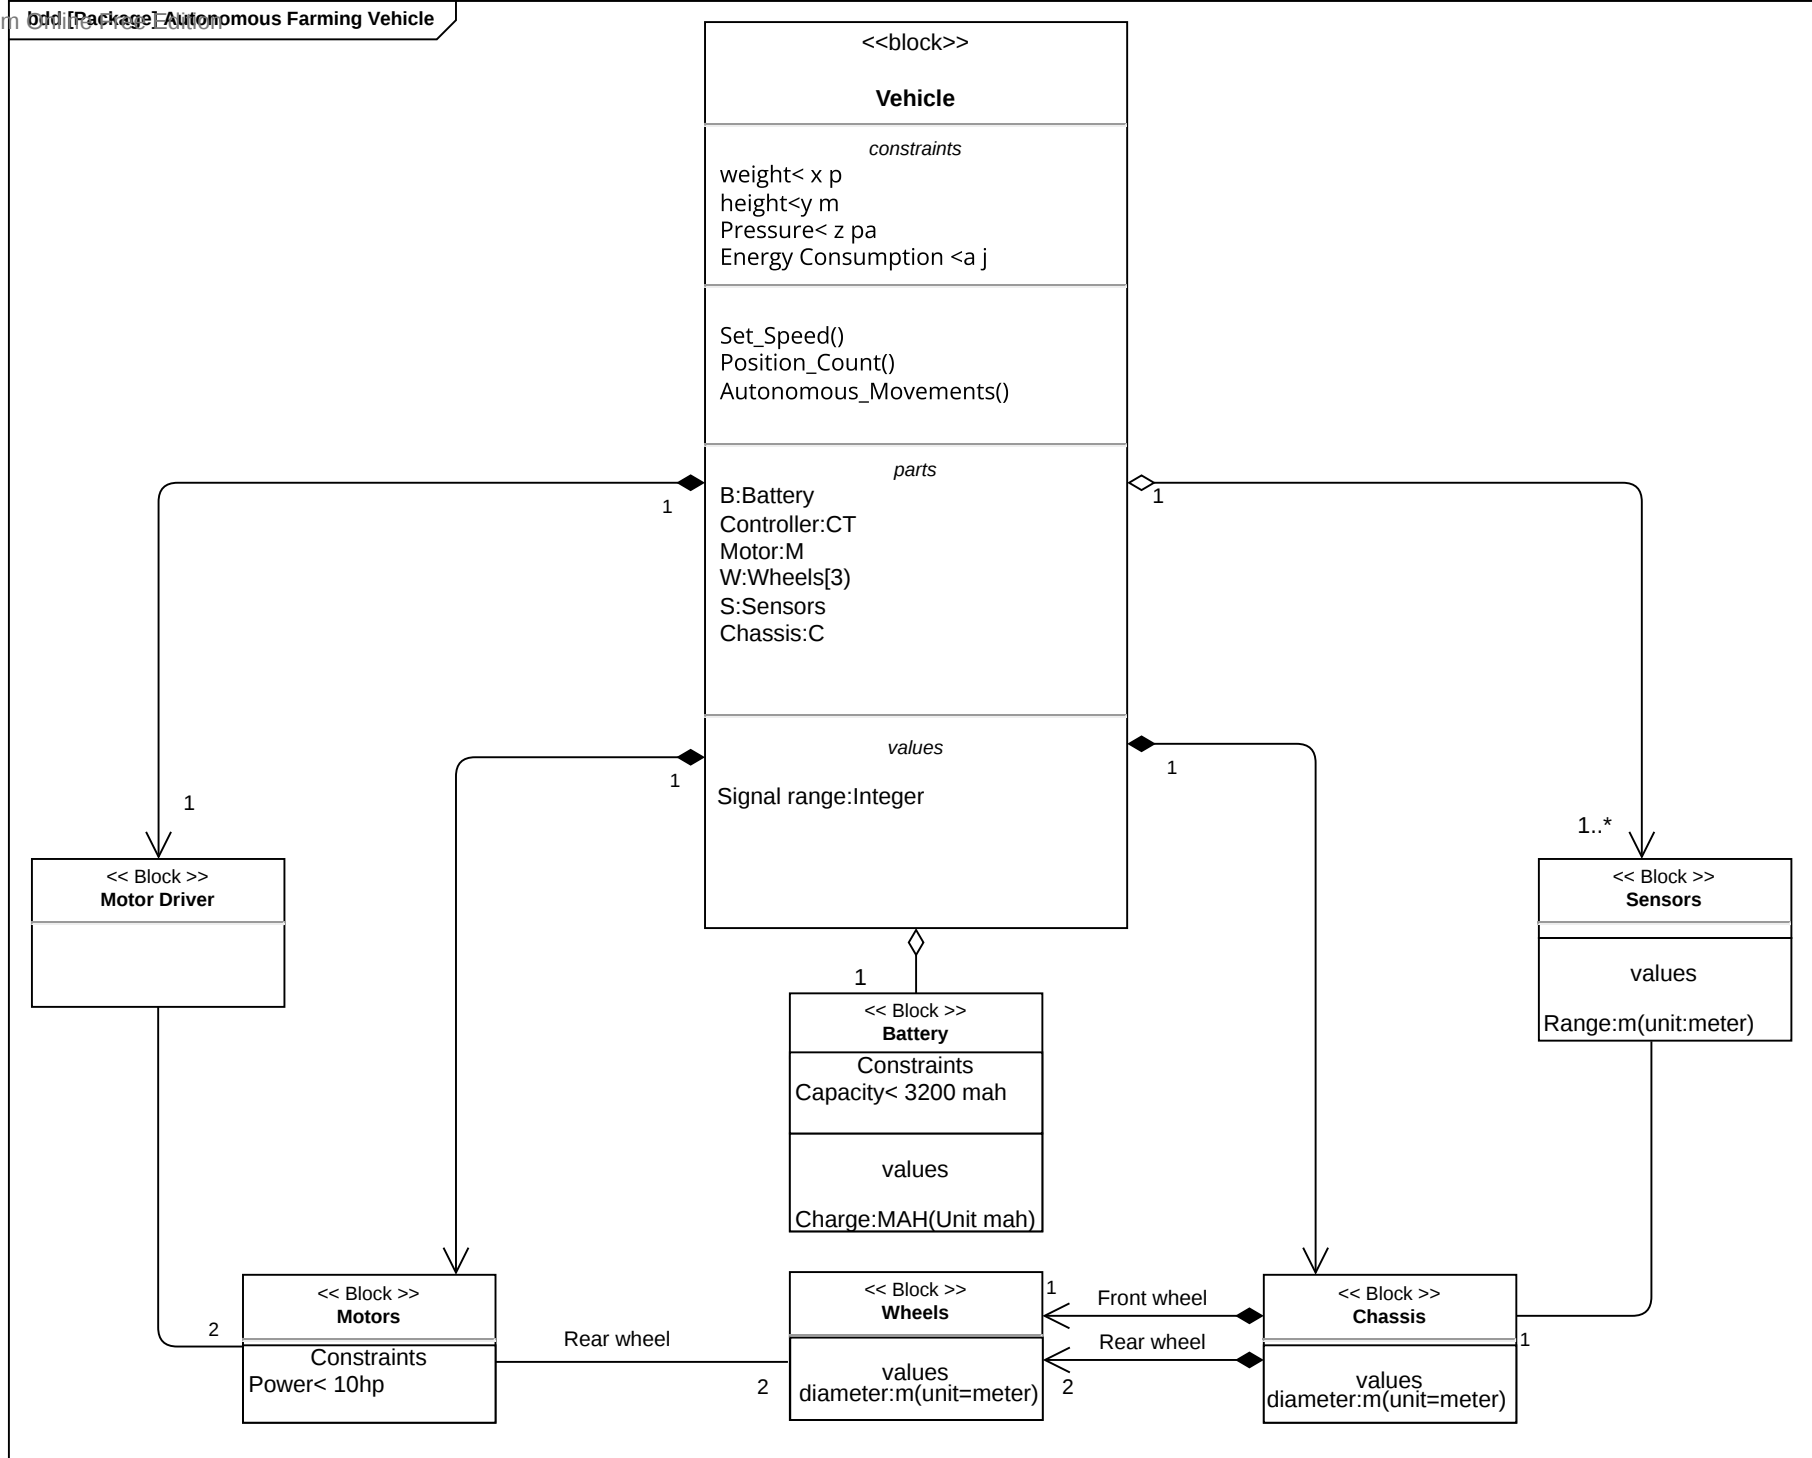 bdd [Package] Autonomous Farming Vehicle
m Online Free Edition
<<block>>
Vehicle
constraints
weight< x p
height<y m
Pressure< z pa
Energy Consumption <a j
Set_Speed()
Position_Count()
Autonomous_Movements()
parts
B:Battery
Controller:CT
Motor:M
W:Wheels[3)
S:Sensors
Chassis:C
values
Signal range:Integer
1
1
1
1
1
1..*
<< Block >>
Motor Driver
<< Block >>
Sensors
values
Range:m(unit:meter)
1
<< Block >>
Battery
Constraints
Capacity< 3200 mah
values
Charge:MAH(Unit mah)
2
<< Block >>
Motors
Constraints
Power< 10hp
Rear wheel
2
<< Block >>
Wheels
values
diameter:m(unit=meter)
1
Front wheel
Rear wheel
2
<< Block >>
Chassis
1
values
diameter:m(unit=meter)